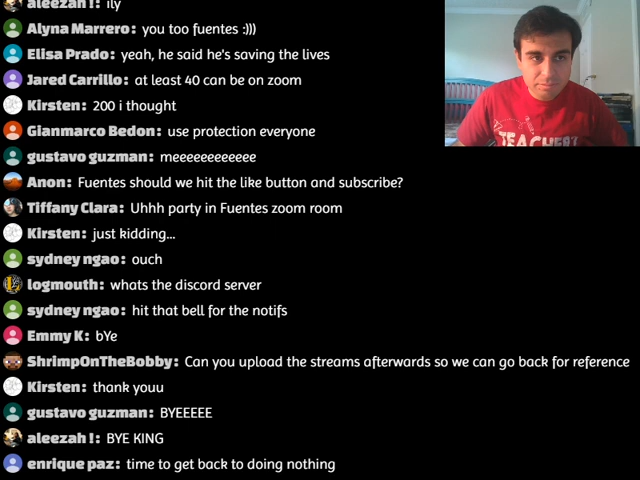 aleezah !: ily
Alyna Marrero: you too fuentes :)))
Elisa Prado: yeah, he said he's saving the lives
Jared Carrillo: at least 40 can be on zoom
Kirsten: 200 i thought
Gianmarco Bedon: use protection everyone
gustavo guzman: meeeeeeeeeeee
Anon: Fuentes should we hit the like button and subscribe?
Tiffany Clara: Uhhh party in Fuentes zoom room
Kirsten: just kidding...
sydney ngao: ouch
logmouth: whats the discord server
sydney ngao: hit that bell for the notifs
Emmy K: bYe
ShrimpOnTheBobby: Can you upload the streams afterwards so we can go back for reference
Kirsten: thank youu
gustavo guzman: BYEEEEE
aleezah !: BYE KING
enrique paz: time to get back to doing nothing
TEACHER?